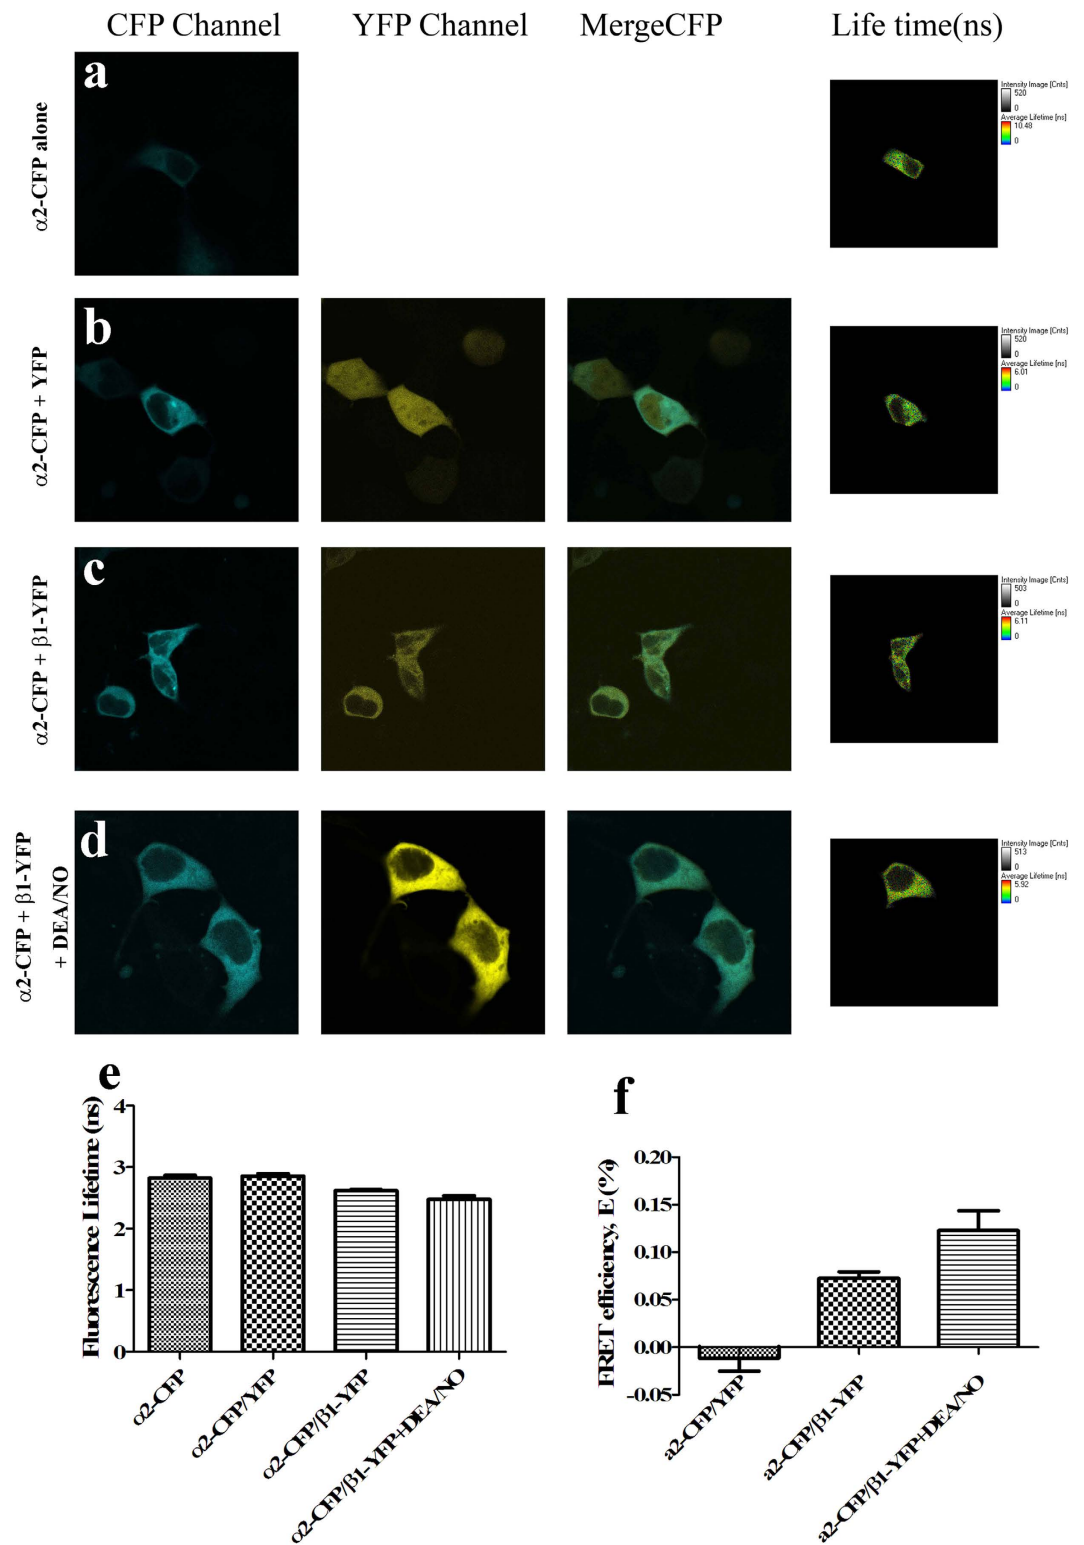 CFP Channel YFP Channel MergeCFP Life time(ns)
α2-CFP alone
a
Intensity Image [Cnts]
520
0
Average Lifetime [ns]
10.48
0
α2-CFP + YFP
b
Intensity Image [Cnts]
520
0
Average Lifetime [ns]
6.01
0
α2-CFP + β1-YFP
c
Intensity Image [Cnts]
503
0
Average Lifetime [ns]
6.11
0
α2-CFP + β1-YFP
+ DEA/NO
d
Intensity Image [Cnts]
513
0
Average Lifetime [ns]
5.92
0
e
Fluorescence Lifetime (ns)
4
3
2
1
0
α2-CFP
α2-CFP/YFP
α2-CFP/β1-YFP
α2-CFP/β1-YFP+DEA/NO
f
FRET efficiency, E (%)
0.20
0.15
0.10
0.05
0.00
-0.05
a2-CFP/YFP
a2-CFP/β1-YFP
a2-CFP/β1-YFP+DEA/NO